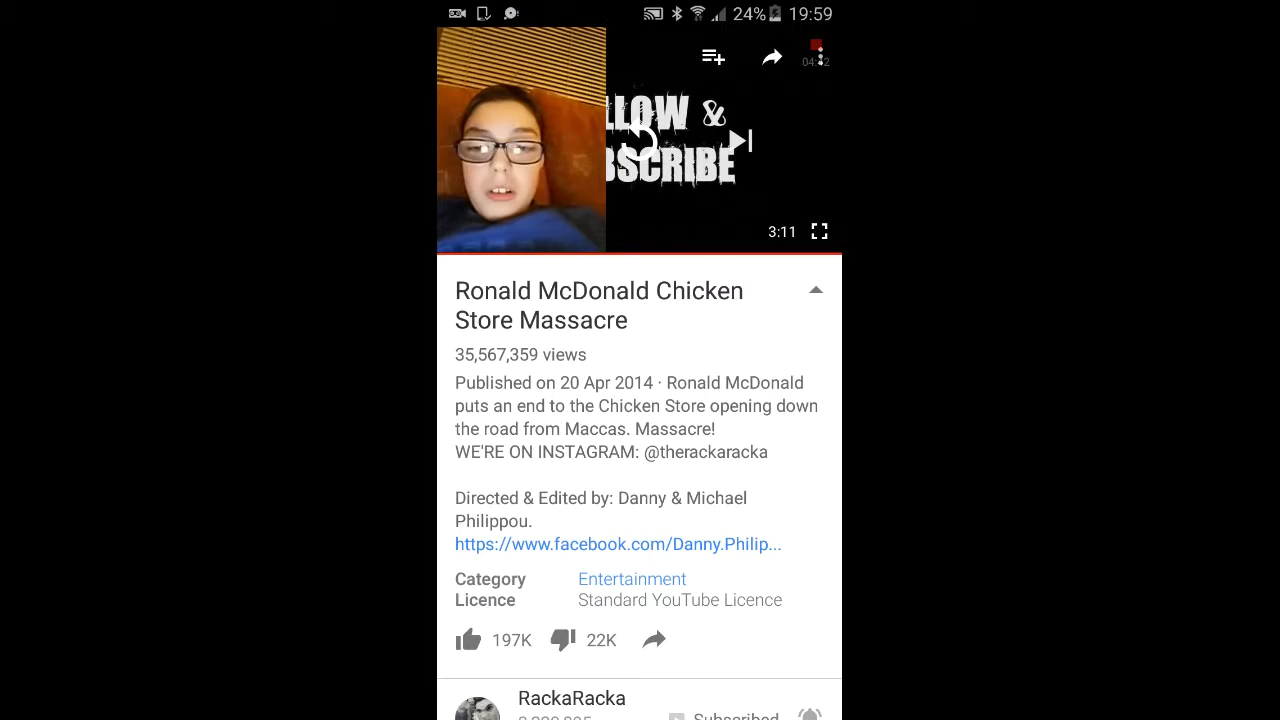 24% 19:59
04:
LLOW &
BSCRIBE
3:11
Ronald McDonald Chicken
Store Massacre
35,567,359 views
Published on 20 Apr 2014 · Ronald McDonald
puts an end to the Chicken Store opening down
the road from Maccas. Massacre!
WE'RE ON INSTAGRAM: @therackaracka
Directed & Edited by: Danny & Michael
Philippou.
https://www.facebook.com/Danny.Philip...
Category Entertainment
Licence Standard YouTube Licence
197K 22K
RackaRacka
Subscribed